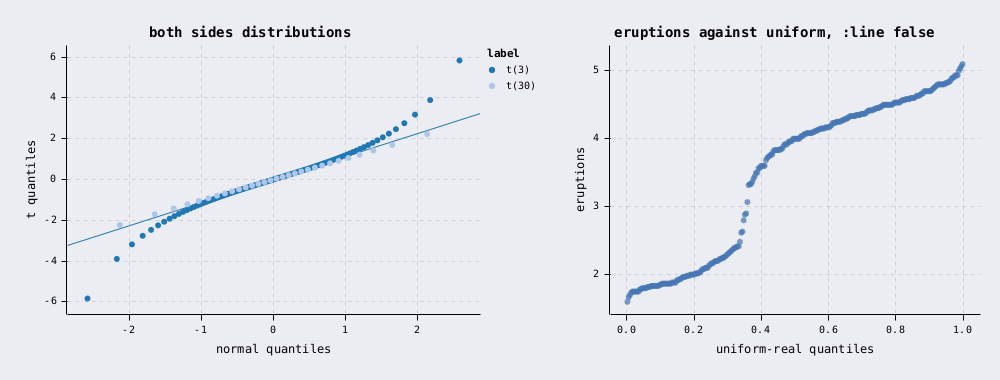 both sides distributions
t quantiles
6
4
2
0
-2
-4
-6
-2
-1
0
1
2
normal quantiles
label
t(3)
t(30)
eruptions against uniform, :line false
eruptions
5
4
3
2
0.0
0.2
0.4
0.6
0.8
1.0
uniform-real quantiles